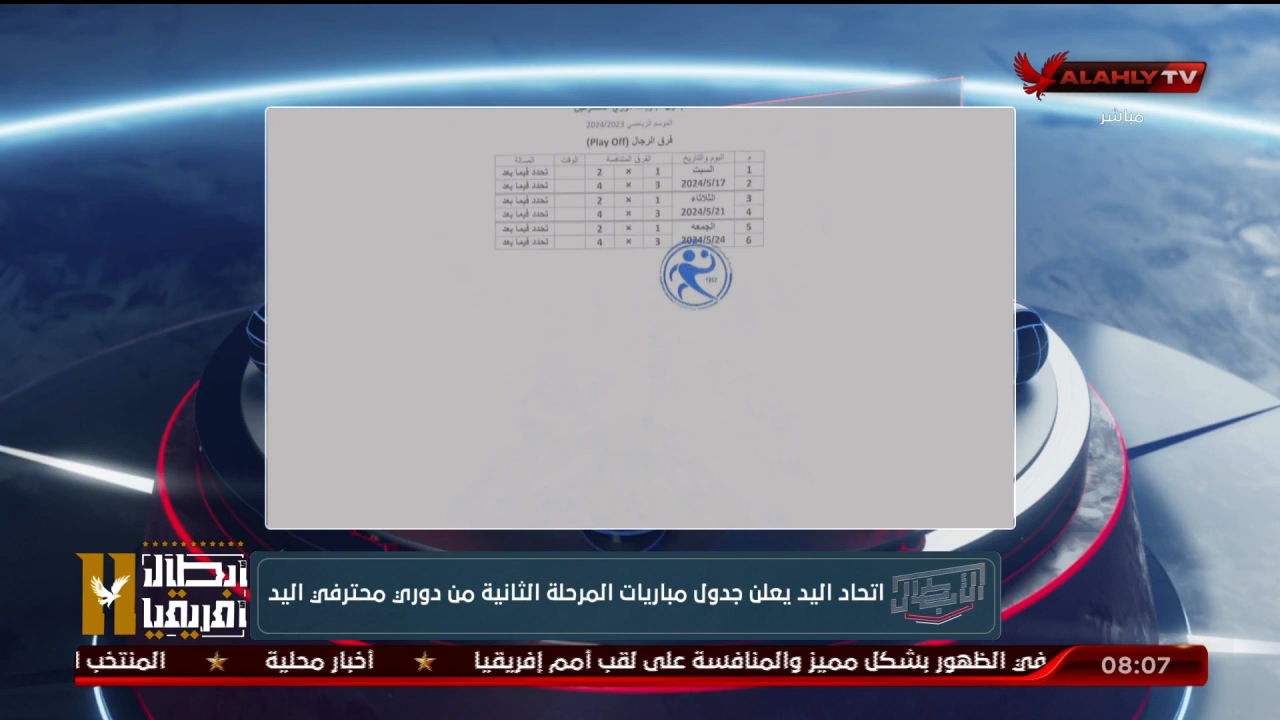 ALAHLY TV
مباشر
الموسم الرياضي 2024/2023
فرق الرجال (Play Off)
م اليوم والتاريخ الفرق المتنافسة الوقت الصالة
1 السبت 1 × 2 تحدد فيما بعد
2 2024/5/17 3 × 4 تحدد فيما بعد
3 الثلاثاء 1 × 2 تحدد فيما بعد
4 2024/5/21 3 × 4 تحدد فيما بعد
5 الجمعه 1 × 2 تحدد فيما بعد
6 2024/5/24 3 × 4 تحدد فيما بعد
الأبطال
اتحاد اليد يعلن جدول مباريات المرحلة الثانية من دوري محترفي اليد
11
أبطال
أفريقيا
08:07
في الظهور بشكل مميز والمنافسة على لقب أمم إفريقيا ★ أخبار محلية ★ المنتخب